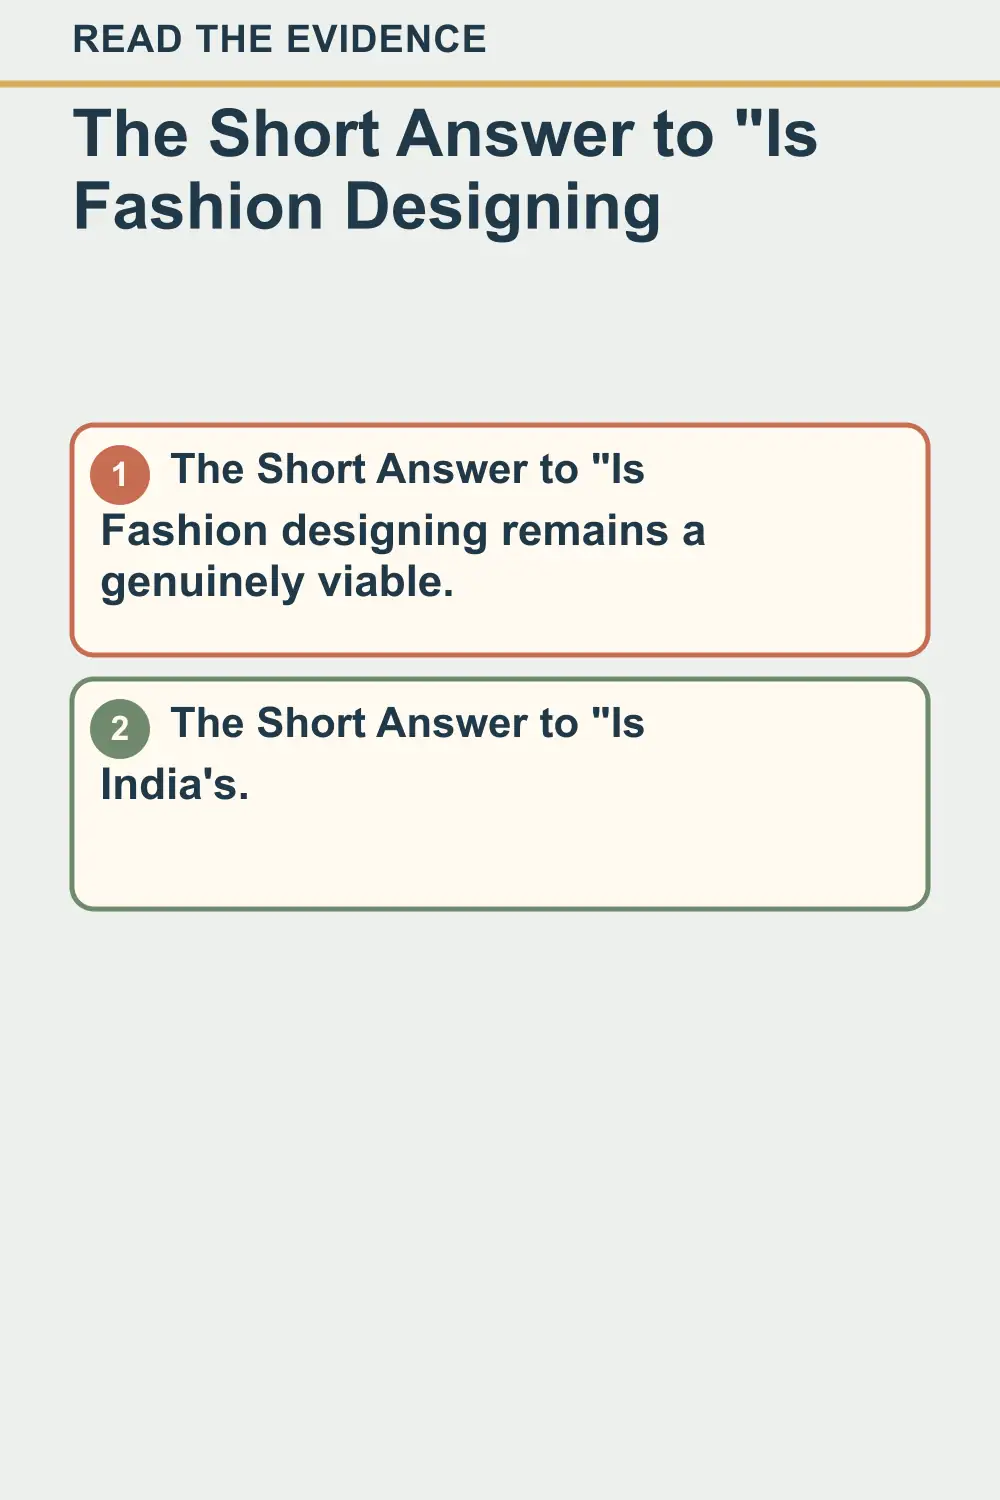 READ THE EVIDENCE
The Short Answer to "Is
Fashion Designing
1 The Short Answer to "Is
Fashion designing remains a
genuinely viable.
2 The Short Answer to "Is
India's.